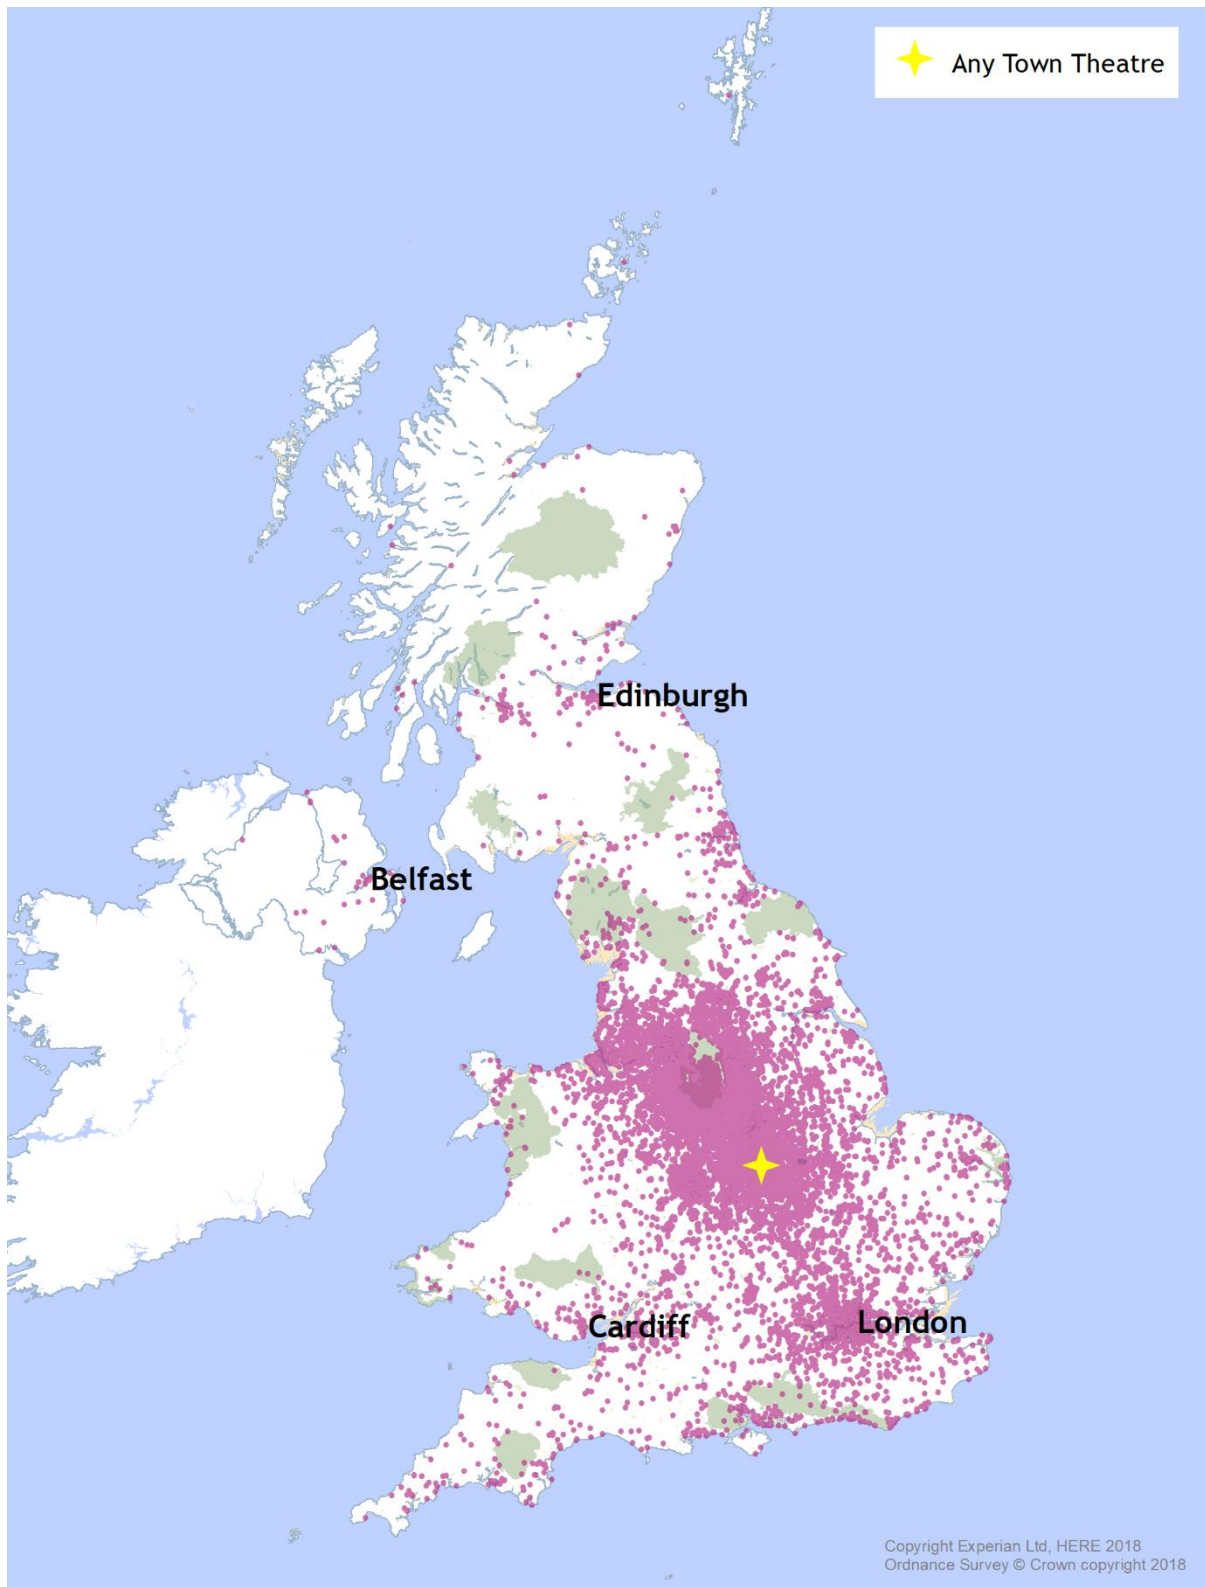 Any Town Theatre
Edinburgh
Belfast
Cardiff
London
Copyright Experian Ltd, HERE 2018
Ordnance Survey © Crown copyright 2018